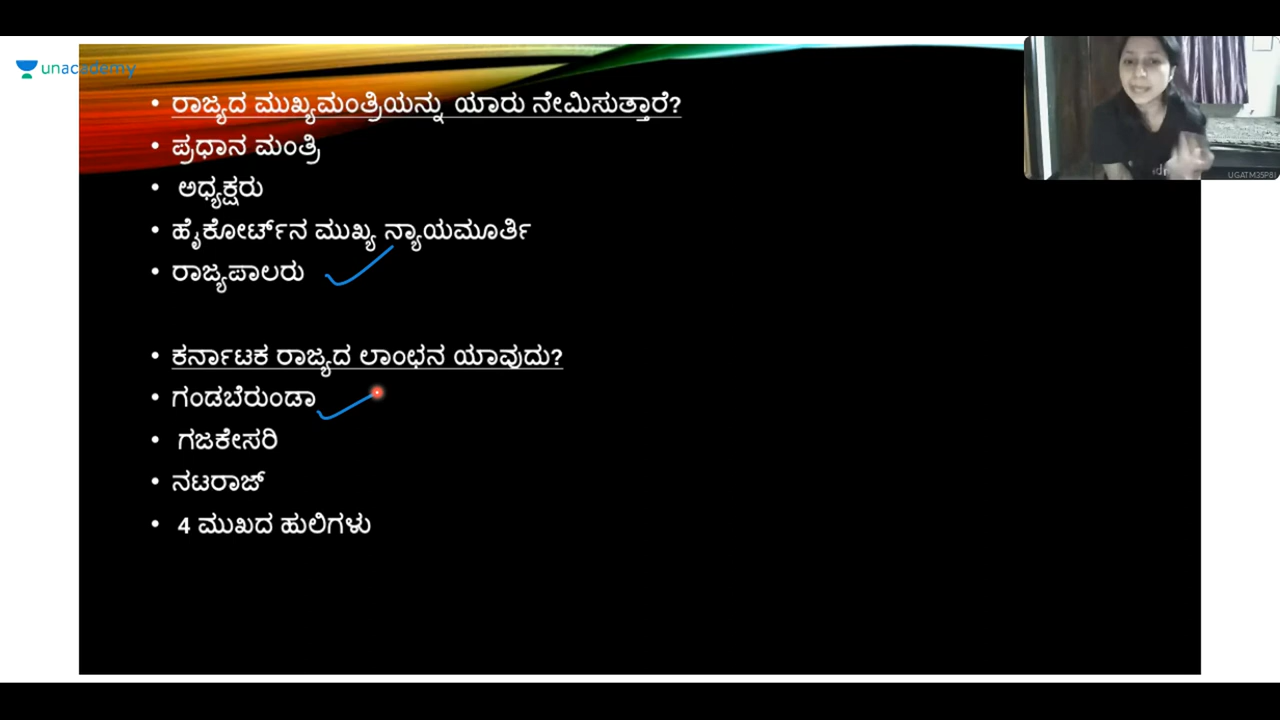 unacademy
• ರಾಜ್ಯದ ಮುಖ್ಯಮಂತ್ರಿಯನ್ನು ಯಾರು ನೇಮಿಸುತ್ತಾರೆ?
• ಪ್ರಧಾನ ಮಂತ್ರಿ
• ಅಧ್ಯಕ್ಷರು
• ಹೈಕೋರ್ಟ್‌ನ ಮುಖ್ಯ ನ್ಯಾಯಮೂರ್ತಿ
• ರಾಜ್ಯಪಾಲರು
• ಕರ್ನಾಟಕ ರಾಜ್ಯದ ಲಾಂಛನ ಯಾವುದು?
• ಗಂಡಬೆರುಂಡಾ
• ಗಜಕೇಸರಿ
• ನಟರಾಜ್
• 4 ಮುಖದ ಹುಲಿಗಳು
UGATM35P8I